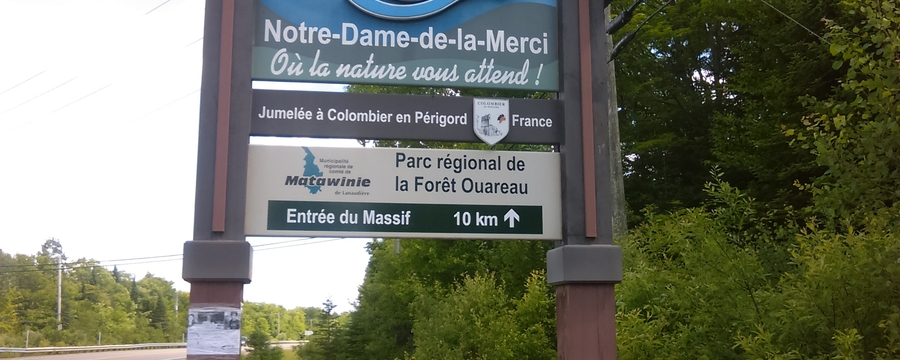 Notre-Dame-de-la-Merci
Où la nature vous attend !
Jumelée à Colombier en Périgord
COLOMBIER
France
Municipalité
régionale de
comté de
Matawinie
de Lanaudière
Parc régional de
la Forêt Ouareau
Entrée du Massif 10 km